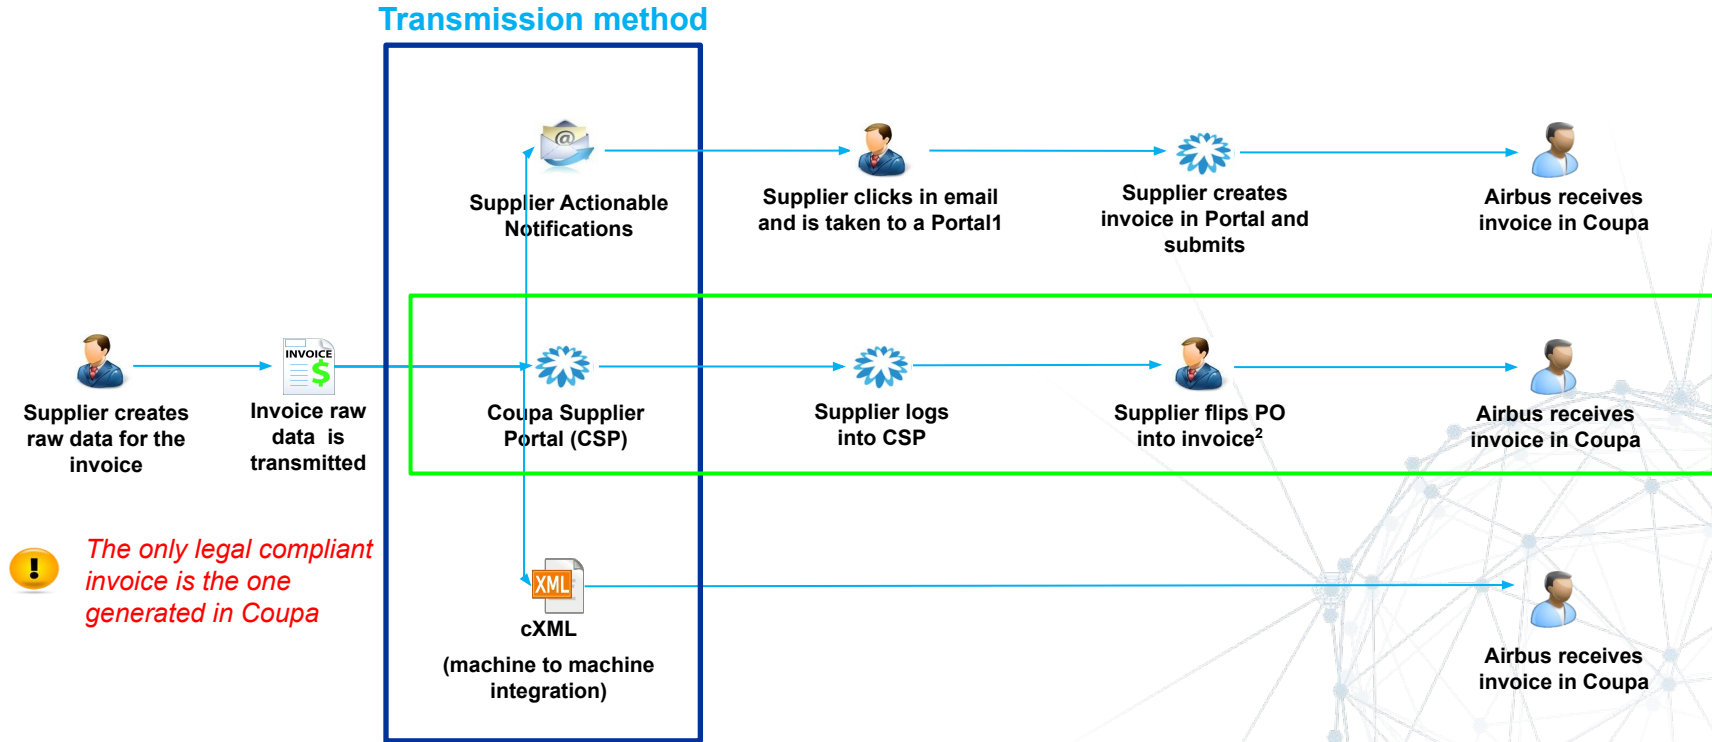 Transmission method
@
Supplier Actionable
Notifications
Supplier clicks in email
and is taken to a Portal1
Supplier creates
invoice in Portal and
submits
Airbus receives
invoice in Coupa
INVOICE
$
Supplier creates
raw data for the
invoice
Invoice raw
data is
transmitted
Coupa Supplier
Portal (CSP)
Supplier logs
into CSP
Supplier flips PO
into invoice²
Airbus receives
invoice in Coupa
!
The only legal compliant
invoice is the one
generated in Coupa
XML
cXML
(machine to machine
integration)
Airbus receives
invoice in Coupa